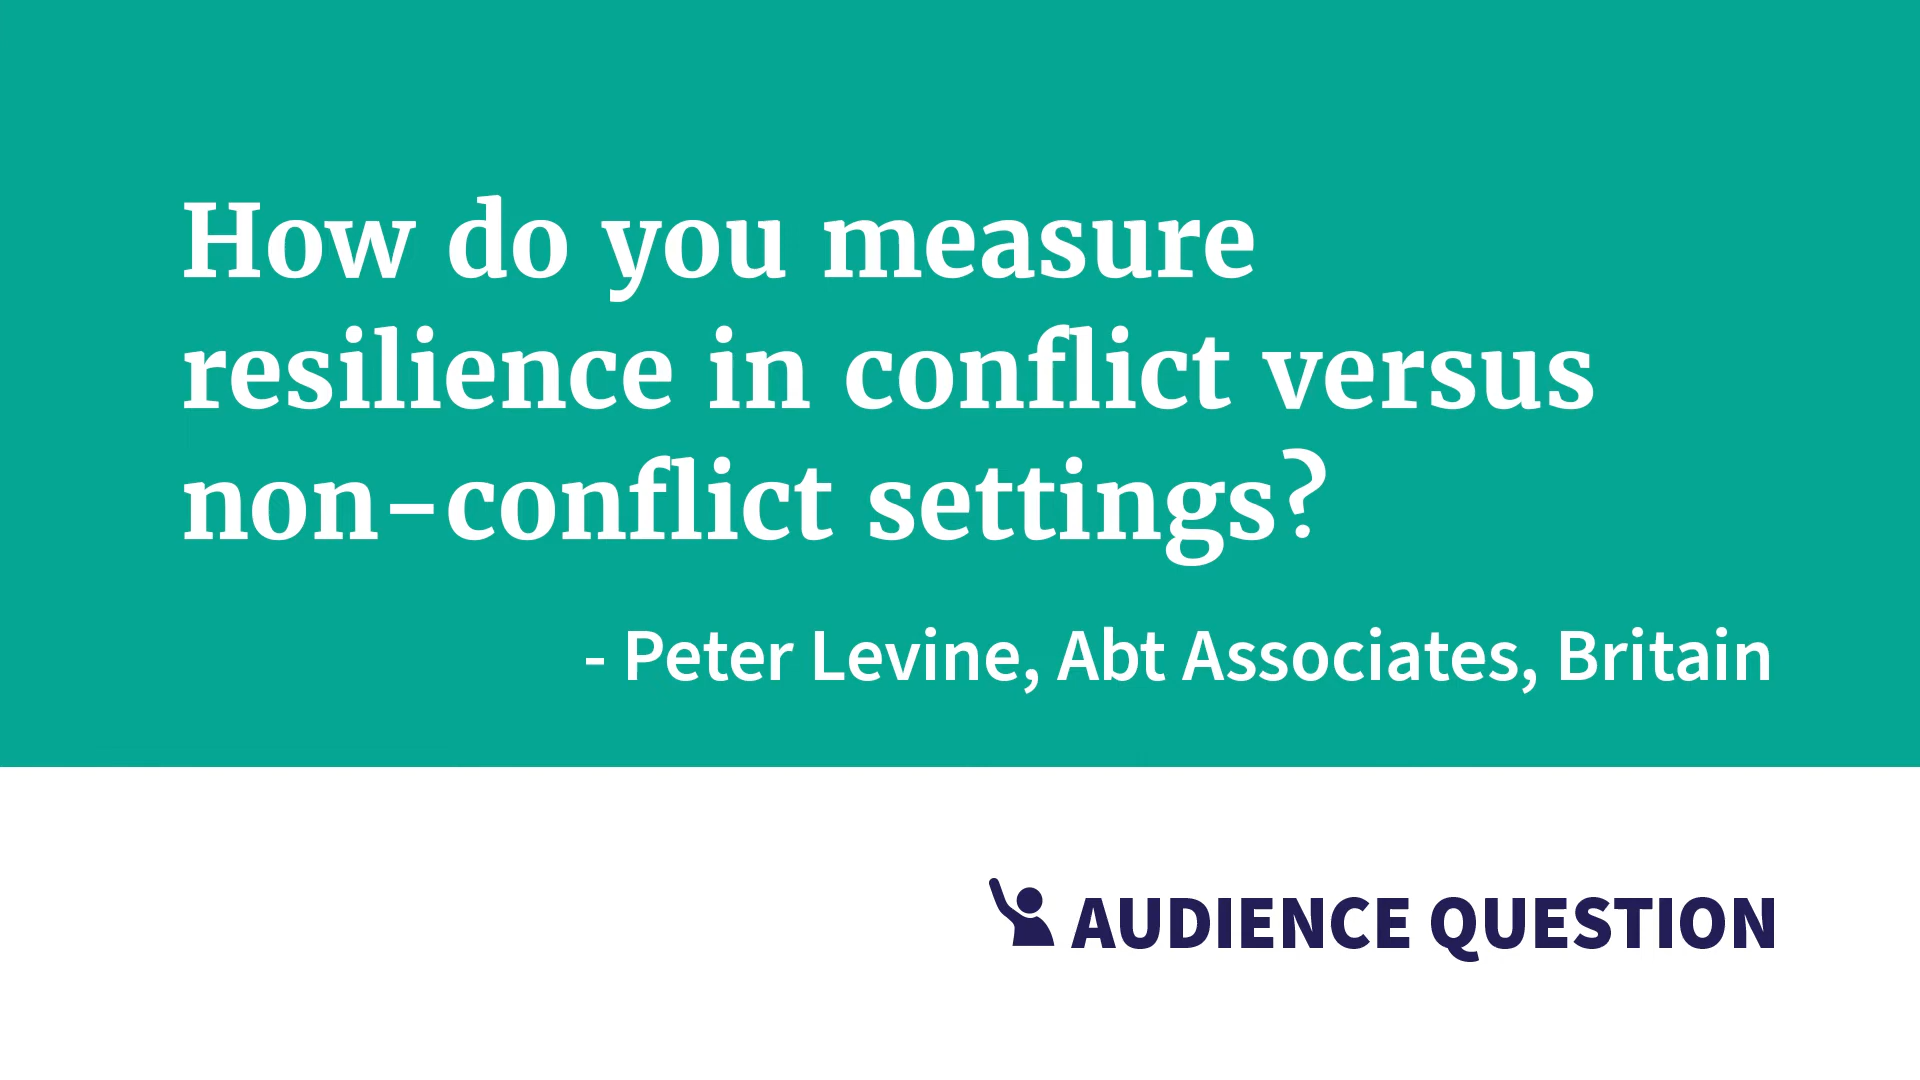 How do you measure
resilience in conflict versus
non-conflict settings?
- Peter Levine, Abt Associates, Britain
AUDIENCE QUESTION